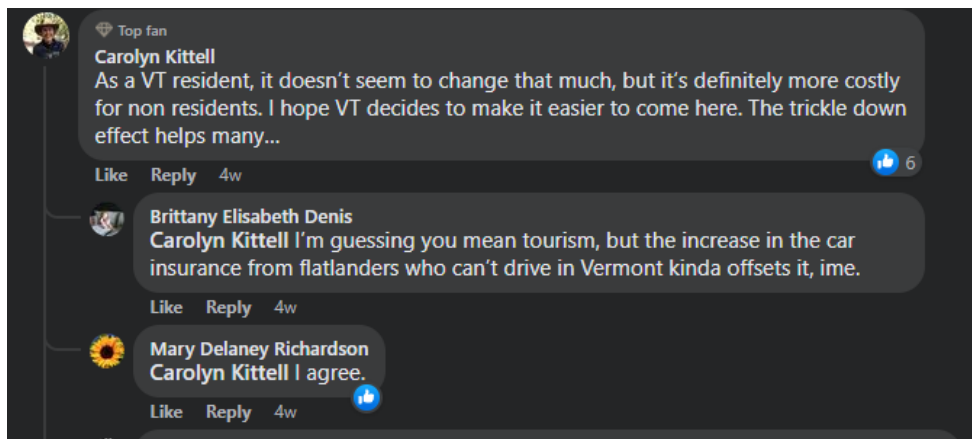 Top fan
Carolyn Kittell
As a VT resident, it doesn’t seem to change that much, but it’s definitely more costly
for non residents. I hope VT decides to make it easier to come here. The trickle down
effect helps many...
6
Like Reply 4w
Brittany Elisabeth Denis
Carolyn Kittell I’m guessing you mean tourism, but the increase in the car
insurance from flatlanders who can’t drive in Vermont kinda offsets it, ime.
Like Reply 4w
Mary Delaney Richardson
Carolyn Kittell I agree.
Like Reply 4w